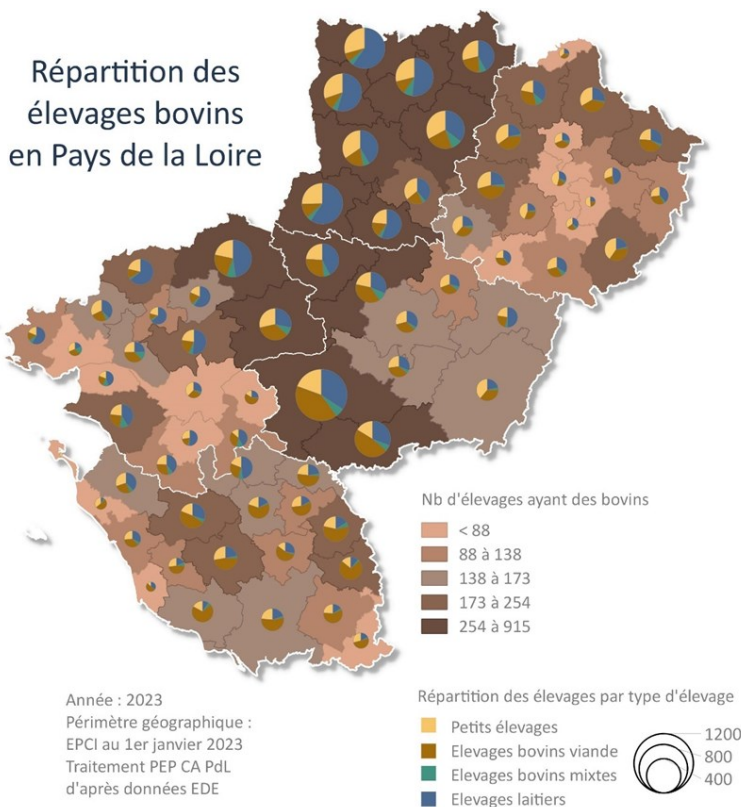 Répartition des
élevages bovins
en Pays de la Loire
Nb d'élevages ayant des bovins
< 88
88 à 138
138 à 173
173 à 254
254 à 915
Année : 2023
Périmètre géographique :
EPCI au 1er janvier 2023
Traitement PEP CA PdL
d'après données EDE
Répartition des élevages par type d'élevage
Petits élevages
Elevages bovins viande
Elevages bovins mixtes
Elevages laitiers
1200
800
400